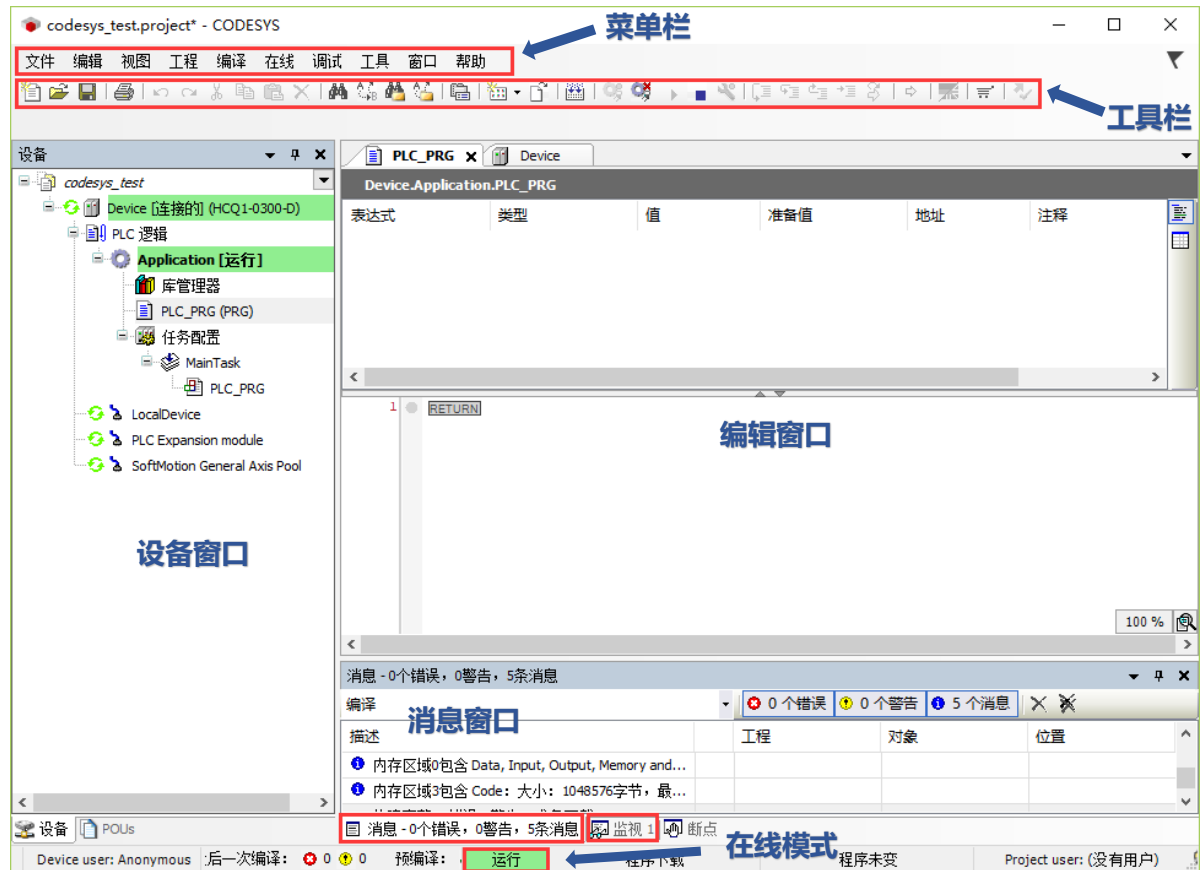 codesys_test.project* - CODESYS
菜单栏
文件 编辑 视图 工程 编译 在线 调试 工具 窗口 帮助
工具栏
设备
PLC_PRG Device
codesys_test
Device.Application.PLC_PRG
Device [连接的] (HCQ1-0300-D)
表达式 类型 值 准备值 地址 注释
PLC 逻辑
Application [运行]
库管理器
PLC_PRG (PRG)
任务配置
MainTask
PLC_PRG
LocalDevice
PLC Expansion module
SoftMotion General Axis Pool
设备窗口
1 RETURN
编辑窗口
100 %
消息 - 0个错误，0警告，5条消息
编译 0 个错误 0 个警告 5 个消息
消息窗口
描述 工程 对象 位置
内存区域0包含 Data, Input, Output, Memory and...
内存区域3包含 Code：大小：1048576字节，最...
设备 POUs
消息 - 0个错误，0警告，5条消息 监视 1 断点
在线模式
Device user: Anonymous 后一次编译： 0 0 预编译： 运行 程序下载 程序未变 Project user: (没有用户)